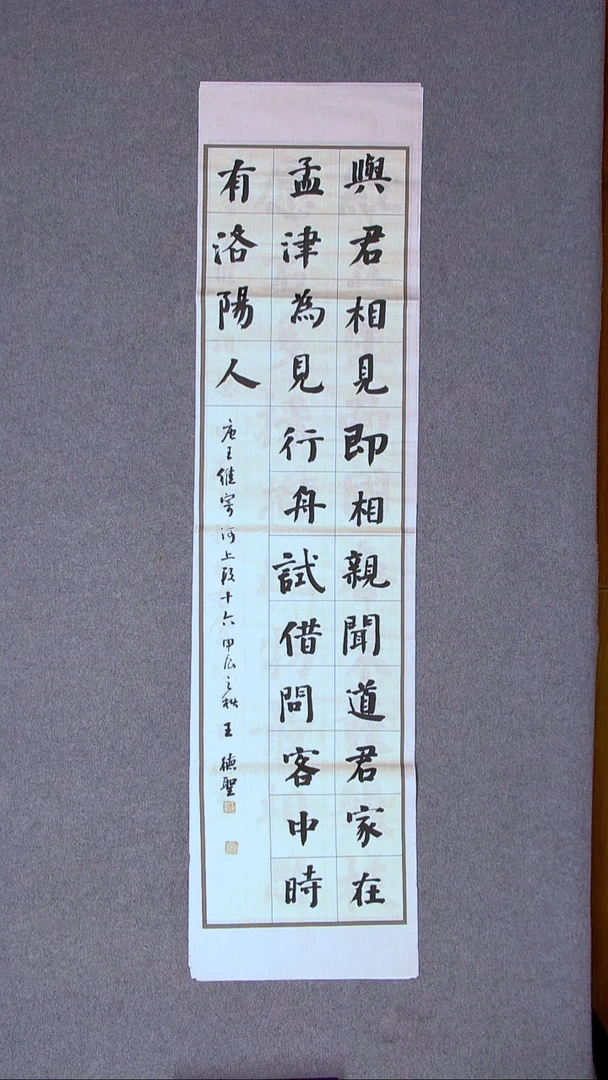 與君相見即相親聞道君家在
孟津為見行舟試借問客中時
有洛陽人
唐王維寄河上段十六 甲辰之秋 王德聖